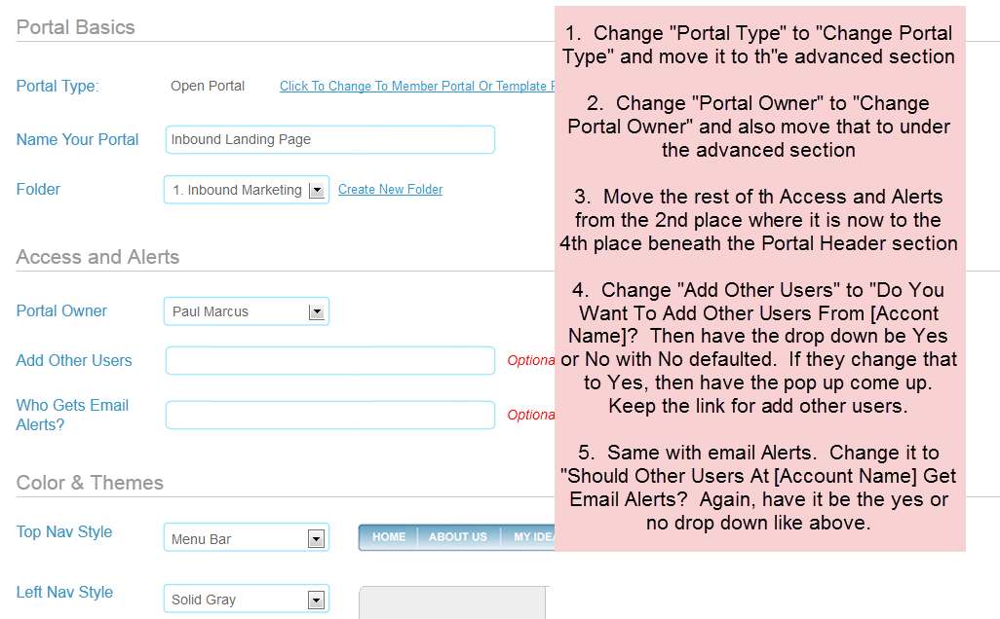 Portal Basics
Portal Type:
Open Portal
Click To Change To Member Portal Or Template
Name Your Portal
Inbound Landing Page
Folder
1. Inbound Marketing
Create New Folder
Access and Alerts
Portal Owner
Paul Marcus
Add Other Users
Optiona
Who Gets Email
Alerts?
Optiona
Color & Themes
Top Nav Style
Menu Bar
HOME
ABOUT US
MY IDEA
Left Nav Style
Solid Gray
1. Change "Portal Type" to "Change Portal
Type" and move it to th"e advanced section
2. Change "Portal Owner" to "Change
Portal Owner" and also move that to under
the advanced section
3. Move the rest of th Access and Alerts
from the 2nd place where it is now to the
4th place beneath the Portal Header section
4. Change "Add Other Users" to "Do You
Want To Add Other Users From [Accont
Name]? Then have the drop down be Yes
or No with No defaulted. If they change that
to Yes, then have the pop up come up.
Keep the link for add other users.
5. Same with email Alerts. Change it to
"Should Other Users At [Account Name] Get
Email Alerts? Again, have it be the yes or
no drop down like above.